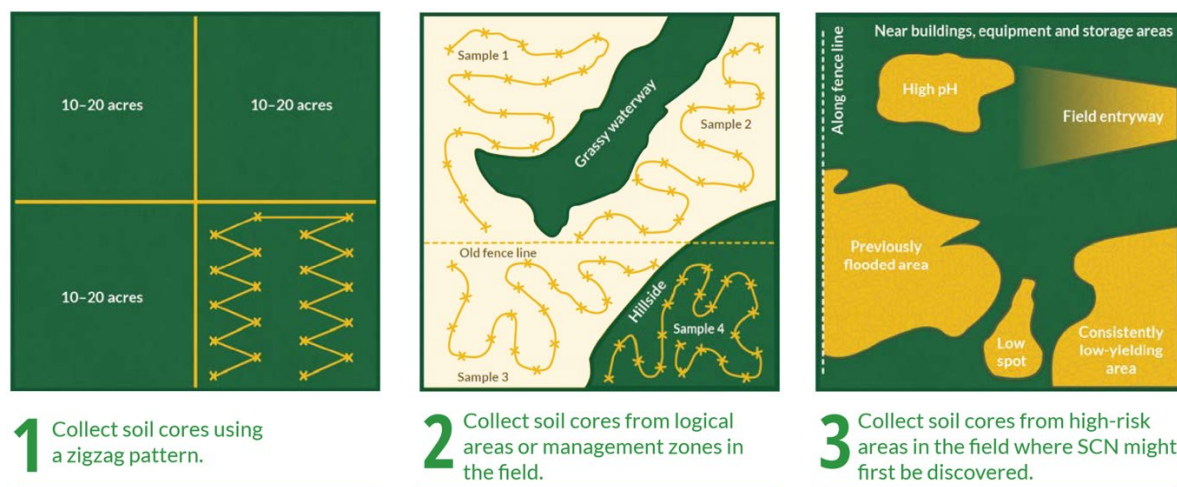 10–20 acres
10–20 acres
10–20 acres
1
Collect soil cores using
a zigzag pattern.
Sample 1
Grassy waterway
Sample 2
Old fence line
Hillside
Sample 3
Sample 4
2
Collect soil cores from logical
areas or management zones in
the field.
Along fence line
Near buildings, equipment and storage areas
High pH
Field entryway
Previously
flooded area
Low
spot
Consistently
low-yielding
area
3
Collect soil cores from high-risk
areas in the field where SCN might
first be discovered.